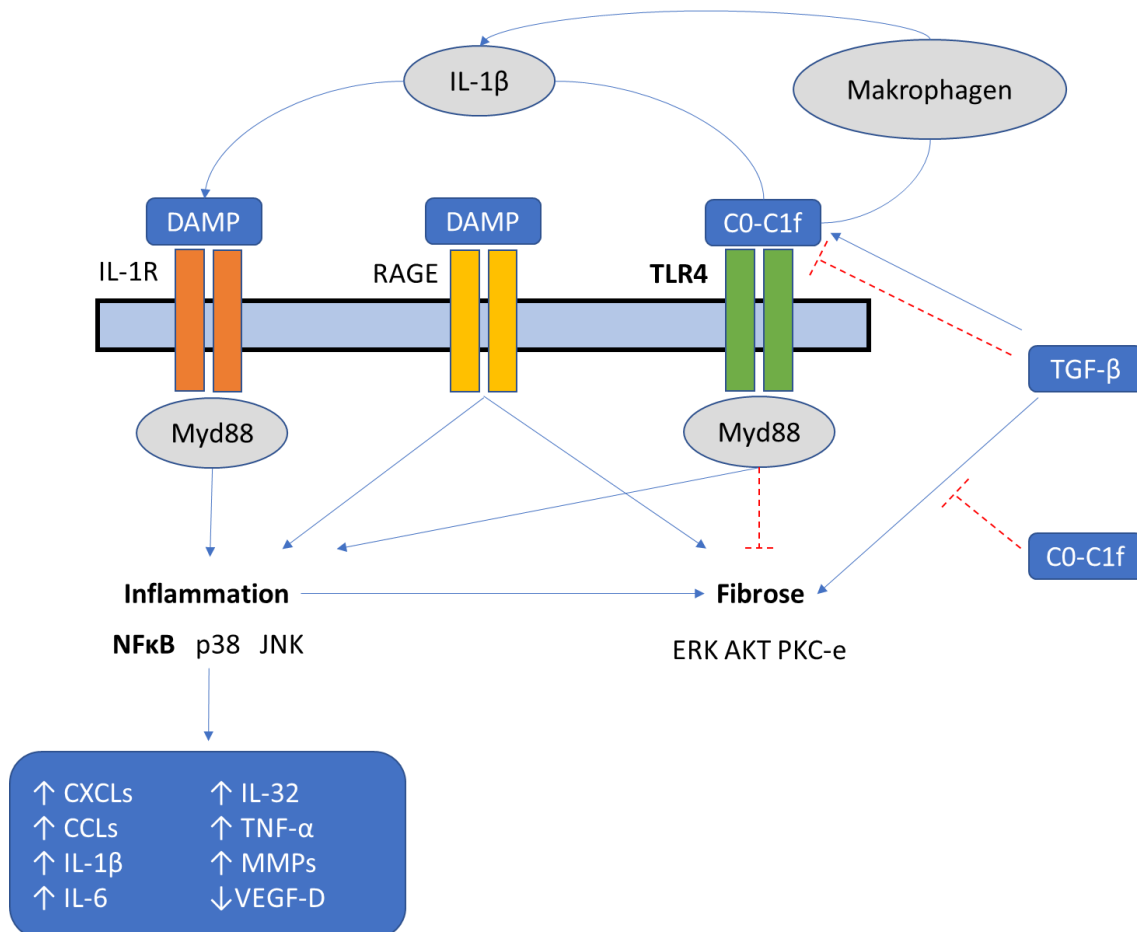 IL-1β
Makrophagen
DAMP
DAMP
C0-C1f
IL-1R
RAGE
TLR4
TGF-β
Myd88
Myd88
C0-C1f
Inflammation
Fibrose
NFκB p38 JNK
ERK AKT PKC-e
↑ CXCLs
↑ IL-32
↑ CCLs
↑ TNF-α
↑ IL-1β
↑ MMPs
↑ IL-6
↓VEGF-D